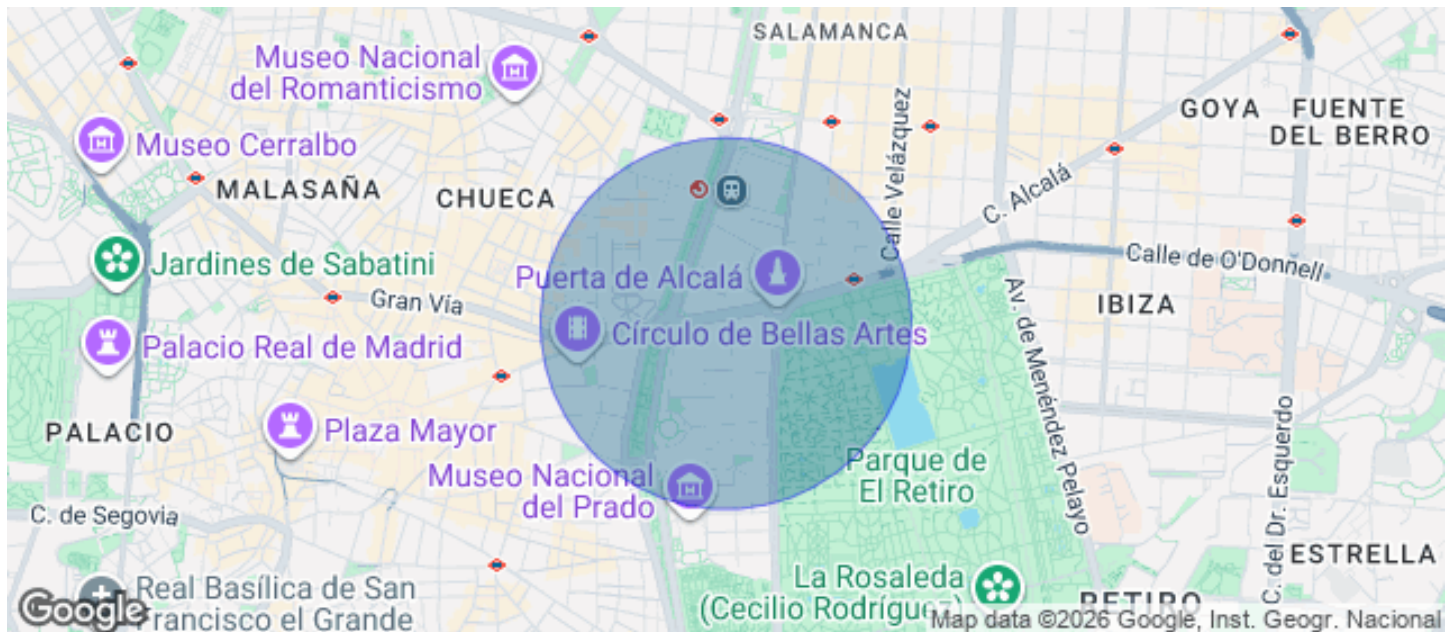 SALAMANCA
Museo Nacional
del Romanticismo
Calle Velázquez
GOYA
FUENTE
DEL BERRO
Museo Cerralbo
MALASAÑA
CHUECA
C. Alcalá
Jardines de Sabatini
Puerta de Alcalá
Calle de O'Donnell
Gran Vía
IBIZA
Av. de Menéndez Pelayo
Círculo de Bellas Artes
Palacio Real de Madrid
PALACIO
Plaza Mayor
Museo Nacional
del Prado
Parque de
El Retiro
C. del Dr. Esquerdo
C. de Segovia
ESTRELLA
La Rosaleda
(Cecilio Rodríguez)
RETIRO
Real Basílica de San
Francisco el Grande
Google
Map data ©2026 Google, Inst. Geogr. Nacional